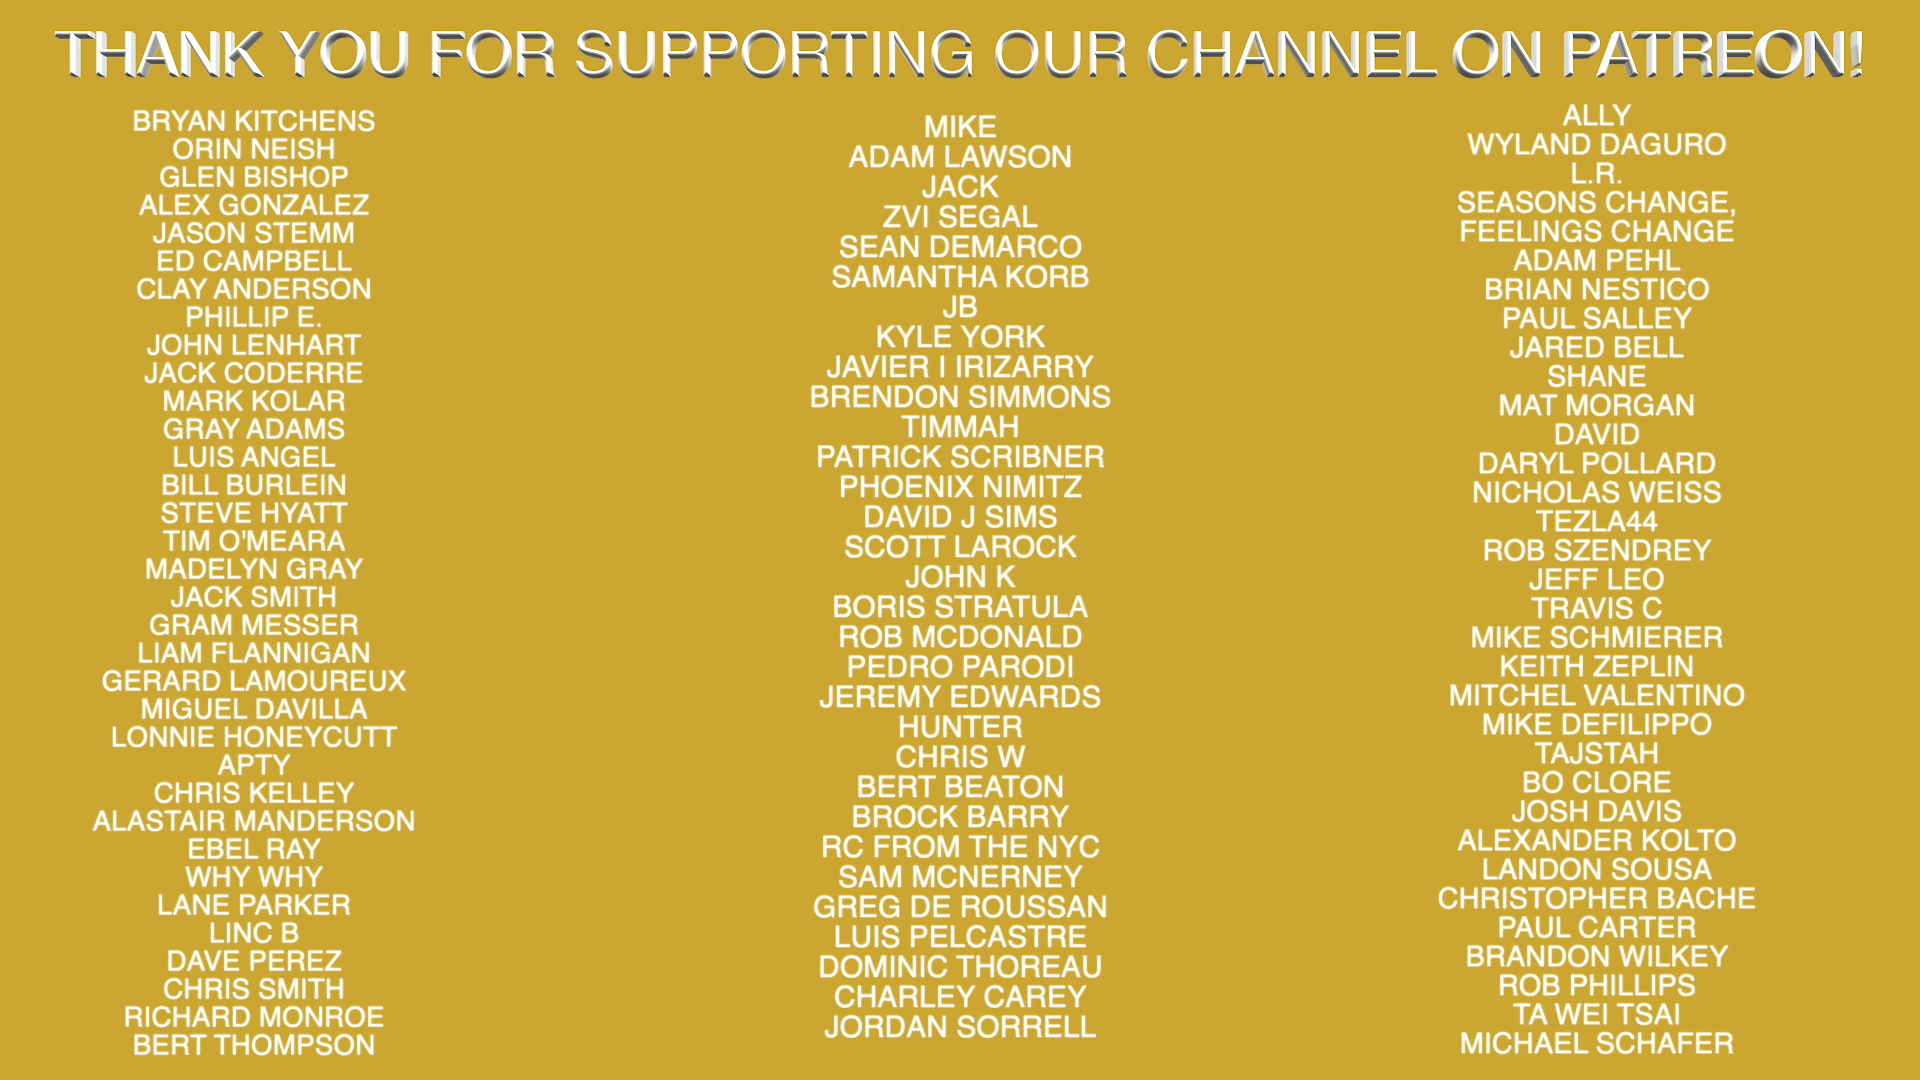 THANK YOU FOR SUPPORTING OUR CHANNEL ON PATREON!
BRYAN KITCHENS
ORIN NEISH
GLEN BISHOP
ALEX GONZALEZ
JASON STEMM
ED CAMPBELL
CLAY ANDERSON
PHILLIP E.
JOHN LENHART
JACK CODERRE
MARK KOLAR
GRAY ADAMS
LUIS ANGEL
BILL BURLEIN
STEVE HYATT
TIM O'MEARA
MADELYN GRAY
JACK SMITH
GRAM MESSER
LIAM FLANNIGAN
GERARD LAMOUREUX
MIGUEL DAVILLA
LONNIE HONEYCUTT
APTY
CHRIS KELLEY
ALASTAIR MANDERSON
EBEL RAY
WHY WHY
LANE PARKER
LINC B
DAVE PEREZ
CHRIS SMITH
RICHARD MONROE
BERT THOMPSON
MIKE
ADAM LAWSON
JACK
ZVI SEGAL
SEAN DEMARCO
SAMANTHA KORB
JB
KYLE YORK
JAVIER I IRIZARRY
BRENDON SIMMONS
TIMMAH
PATRICK SCRIBNER
PHOENIX NIMITZ
DAVID J SIMS
SCOTT LAROCK
JOHN K
BORIS STRATULA
ROB MCDONALD
PEDRO PARODI
JEREMY EDWARDS
HUNTER
CHRIS W
BERT BEATON
BROCK BARRY
RC FROM THE NYC
SAM MCNERNEY
GREG DE ROUSSAN
LUIS PELCASTRE
DOMINIC THOREAU
CHARLEY CAREY
JORDAN SORRELL
ALLY
WYLAND DAGURO
L.R.
SEASONS CHANGE,
FEELINGS CHANGE
ADAM PEHL
BRIAN NESTICO
PAUL SALLEY
JARED BELL
SHANE
MAT MORGAN
DAVID
DARYL POLLARD
NICHOLAS WEISS
TEZLA44
ROB SZENDREY
JEFF LEO
TRAVIS C
MIKE SCHMIERER
KEITH ZEPLIN
MITCHEL VALENTINO
MIKE DEFILIPPO
TAJSTAH
BO CLORE
JOSH DAVIS
ALEXANDER KOLTO
LANDON SOUSA
CHRISTOPHER BACHE
PAUL CARTER
BRANDON WILKEY
ROB PHILLIPS
TA WEI TSAI
MICHAEL SCHAFER